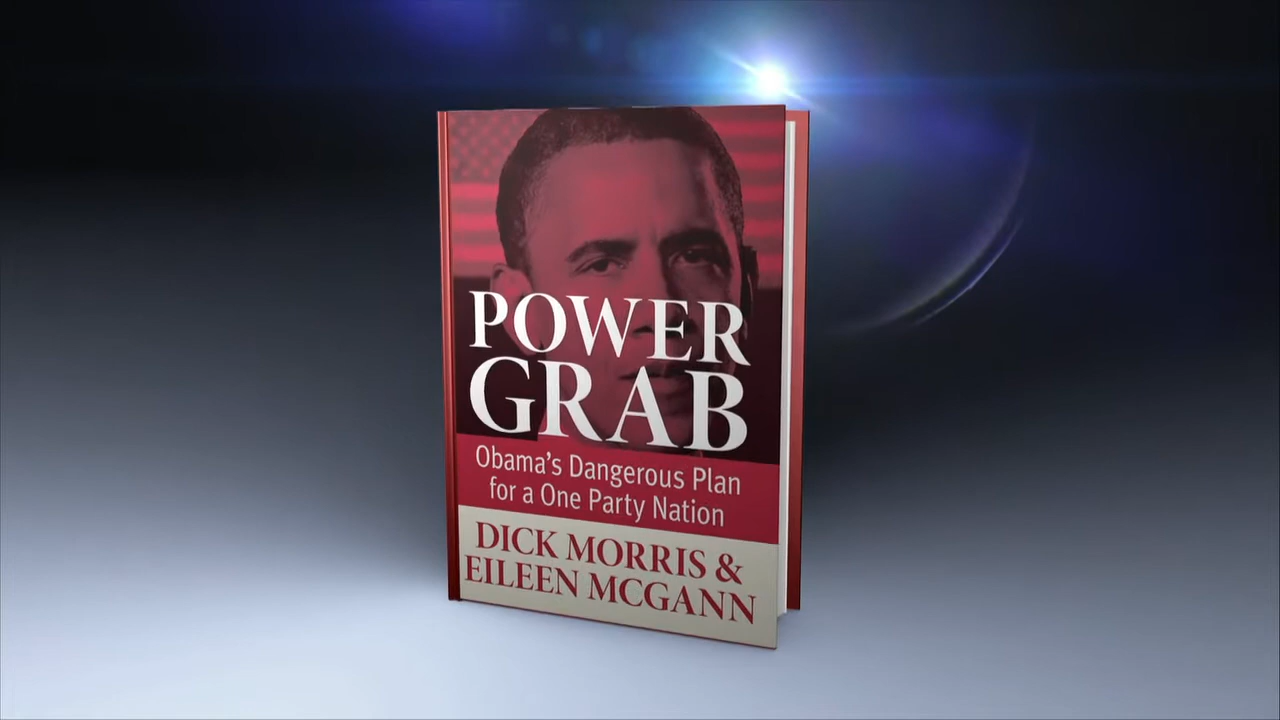 POWER
GRAB
Obama's Dangerous Plan
for a One Party Nation
DICK MORRIS &
EILEEN MCGANN